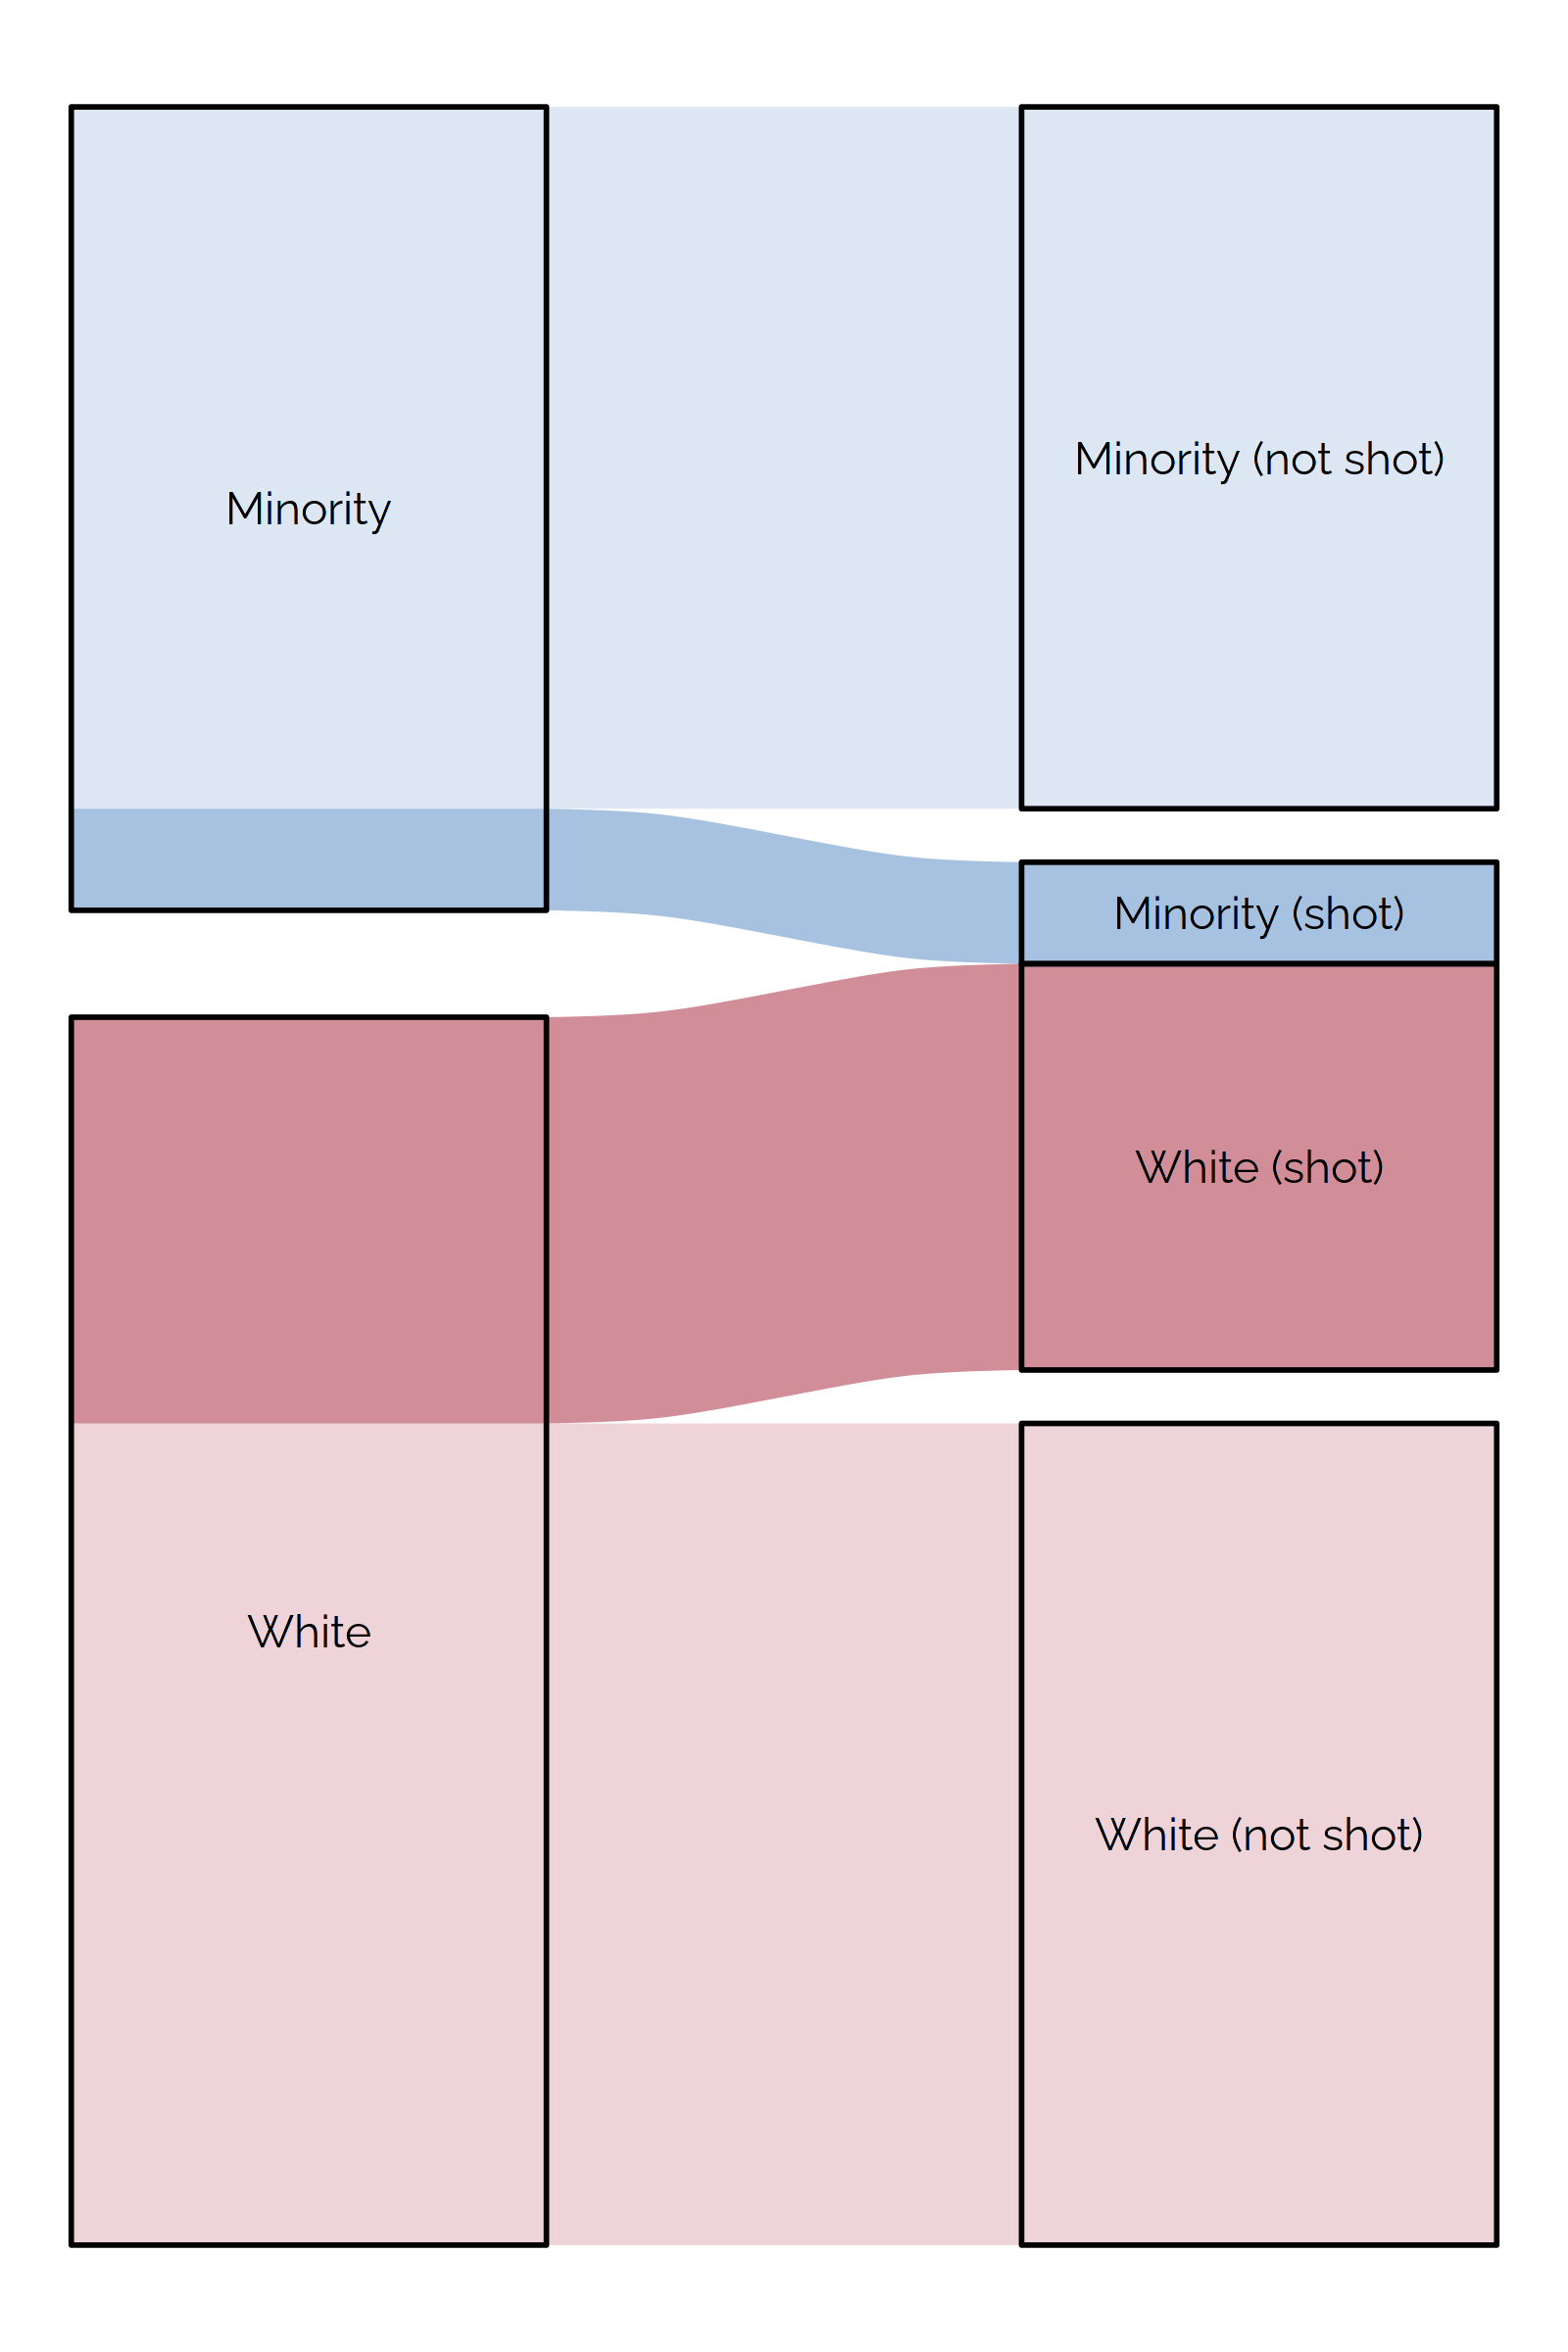 Minority
Minority (not shot)
Minority (shot)
White (shot)
White
White (not shot)